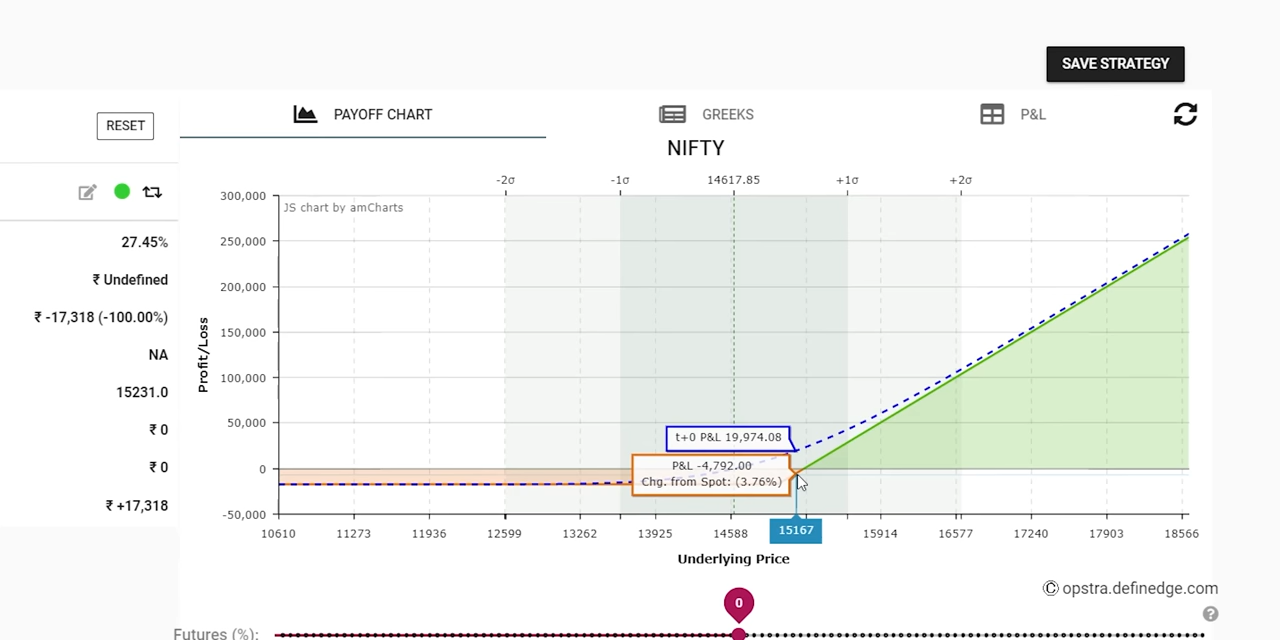 SAVE STRATEGY
RESET
PAYOFF CHART
GREEKS
P&L
NIFTY
-2σ -1σ 14617.85 +1σ +2σ
JS chart by amCharts
300,000
250,000
200,000
150,000
100,000
50,000
0
-50,000
Profit/Loss
27.45%
₹ Undefined
₹ -17,318 (-100.00%)
NA
15231.0
₹ 0
₹ 0
₹ +17,318
t+0 P&L 19,974.08
P&L -4,792.00
Chg. from Spot: (3.76%)
15167
10610 11273 11936 12599 13262 13925 14588 15914 16577 17240 17903 18566
Underlying Price
© opstra.definedge.com
?
0
Futures (%):